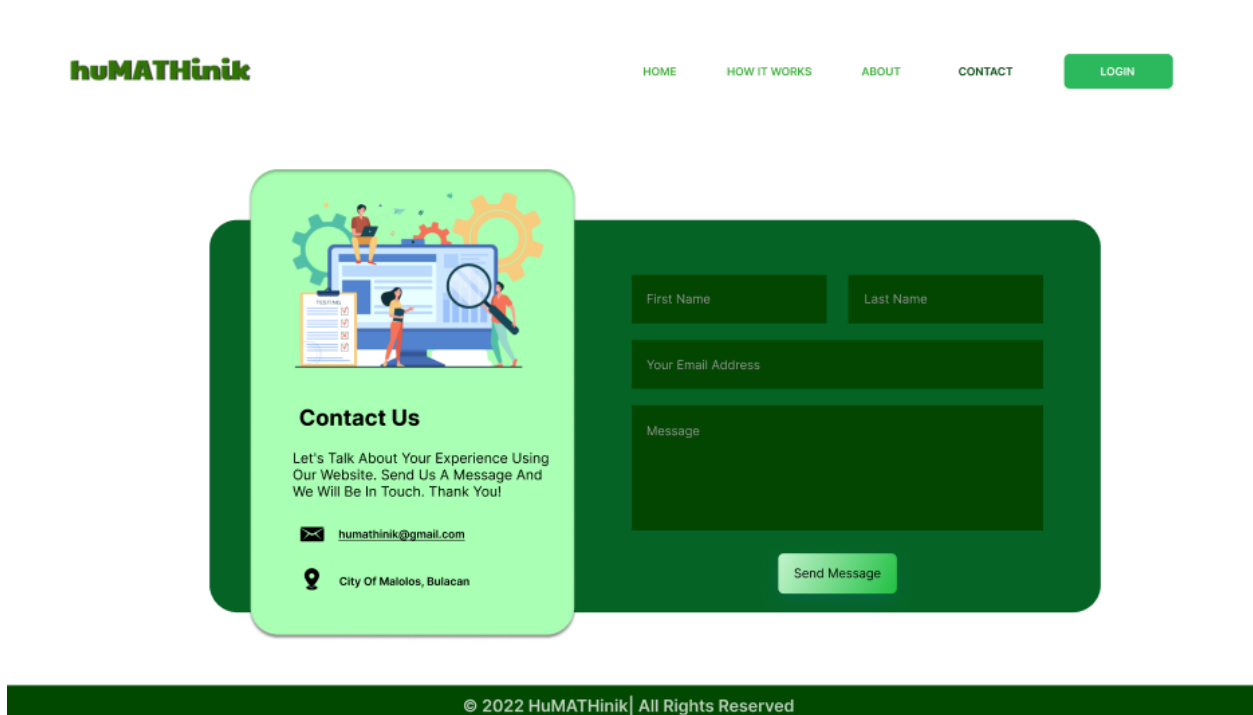 huMATHinik
HOME HOW IT WORKS ABOUT CONTACT LOGIN
TESTING
Contact Us
Let's Talk About Your Experience Using
Our Website. Send Us A Message And
We Will Be In Touch. Thank You!
humathinik@gmail.com
City Of Malolos, Bulacan
First Name Last Name
Your Email Address
Message
Send Message
© 2022 HuMATHinik| All Rights Reserved